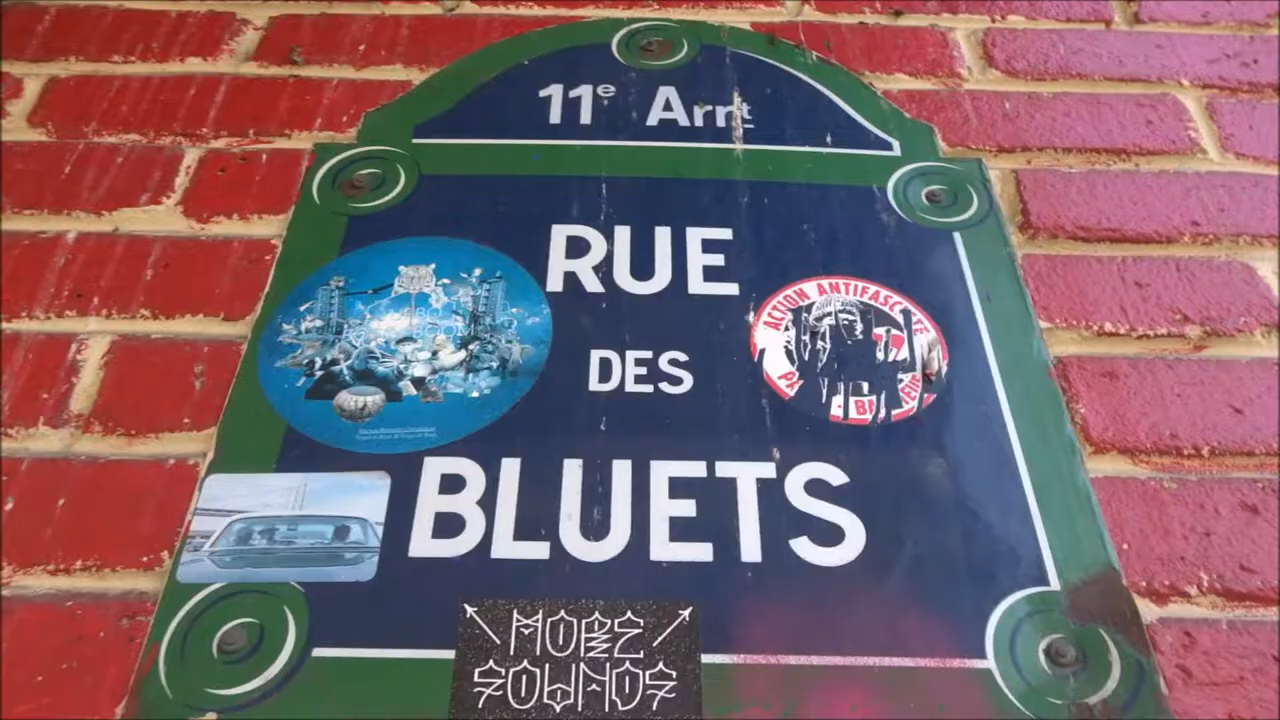 11e Arrt
RUE
DES
BLUETS
ACTION ANTIFASCISTE
MORE
SOUNDS